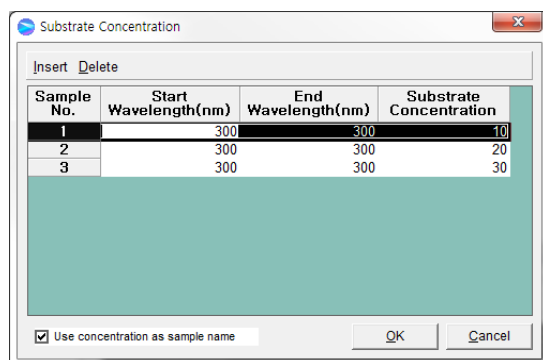 Substrate Concentration
Insert Delete
Sample No. Start Wavelength(nm) End Wavelength(nm) Substrate Concentration
1 300 300 10
2 300 300 20
3 300 300 30
Use concentration as sample name OK Cancel